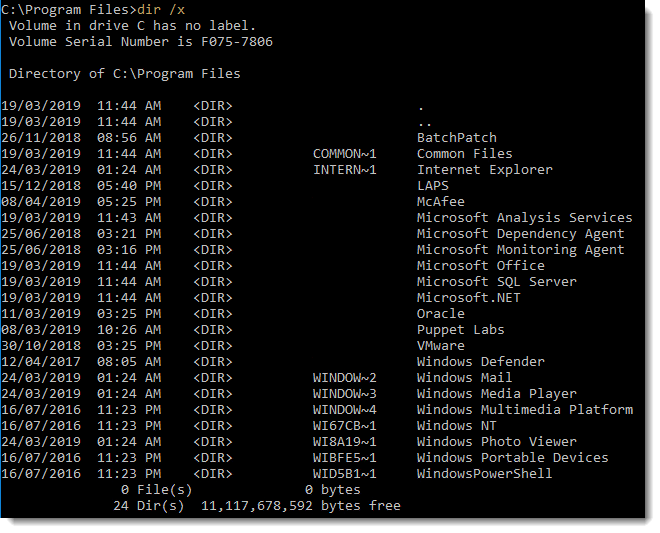 C:\Program Files>dir /x
 Volume in drive C has no label.
 Volume Serial Number is F075-7806

 Directory of C:\Program Files

19/03/2019  11:44 AM    <DIR>                       .
19/03/2019  11:44 AM    <DIR>                       ..
26/11/2018  08:56 AM    <DIR>                       BatchPatch
19/03/2019  11:44 AM    <DIR>          COMMON~1     Common Files
24/03/2019  01:24 AM    <DIR>          INTERN~1     Internet Explorer
15/12/2018  05:40 PM    <DIR>                       LAPS
08/04/2019  05:25 PM    <DIR>                       McAfee
19/03/2019  11:43 AM    <DIR>                       Microsoft Analysis Services
25/06/2018  03:21 PM    <DIR>                       Microsoft Dependency Agent
25/06/2018  03:16 PM    <DIR>                       Microsoft Monitoring Agent
19/03/2019  11:44 AM    <DIR>                       Microsoft Office
19/03/2019  11:44 AM    <DIR>                       Microsoft SQL Server
19/03/2019  11:44 AM    <DIR>                       Microsoft.NET
11/03/2019  03:25 PM    <DIR>                       Oracle
08/03/2019  10:26 AM    <DIR>                       Puppet Labs
30/10/2018  03:25 PM    <DIR>                       VMware
12/04/2017  08:05 AM    <DIR>                       Windows Defender
24/03/2019  01:24 AM    <DIR>          WINDOW~2     Windows Mail
24/03/2019  01:24 AM    <DIR>          WINDOW~3     Windows Media Player
16/07/2016  11:23 PM    <DIR>          WINDOW~4     Windows Multimedia Platform
16/07/2016  11:23 PM    <DIR>          WI67CB~1     Windows NT
24/03/2019  01:24 AM    <DIR>          WI8A19~1     Windows Photo Viewer
16/07/2016  11:23 PM    <DIR>          WIBFE5~1     Windows Portable Devices
16/07/2016  11:23 PM    <DIR>          WID5B1~1     WindowsPowerShell
               0 File(s)              0 bytes
              24 Dir(s)  11,117,678,592 bytes free